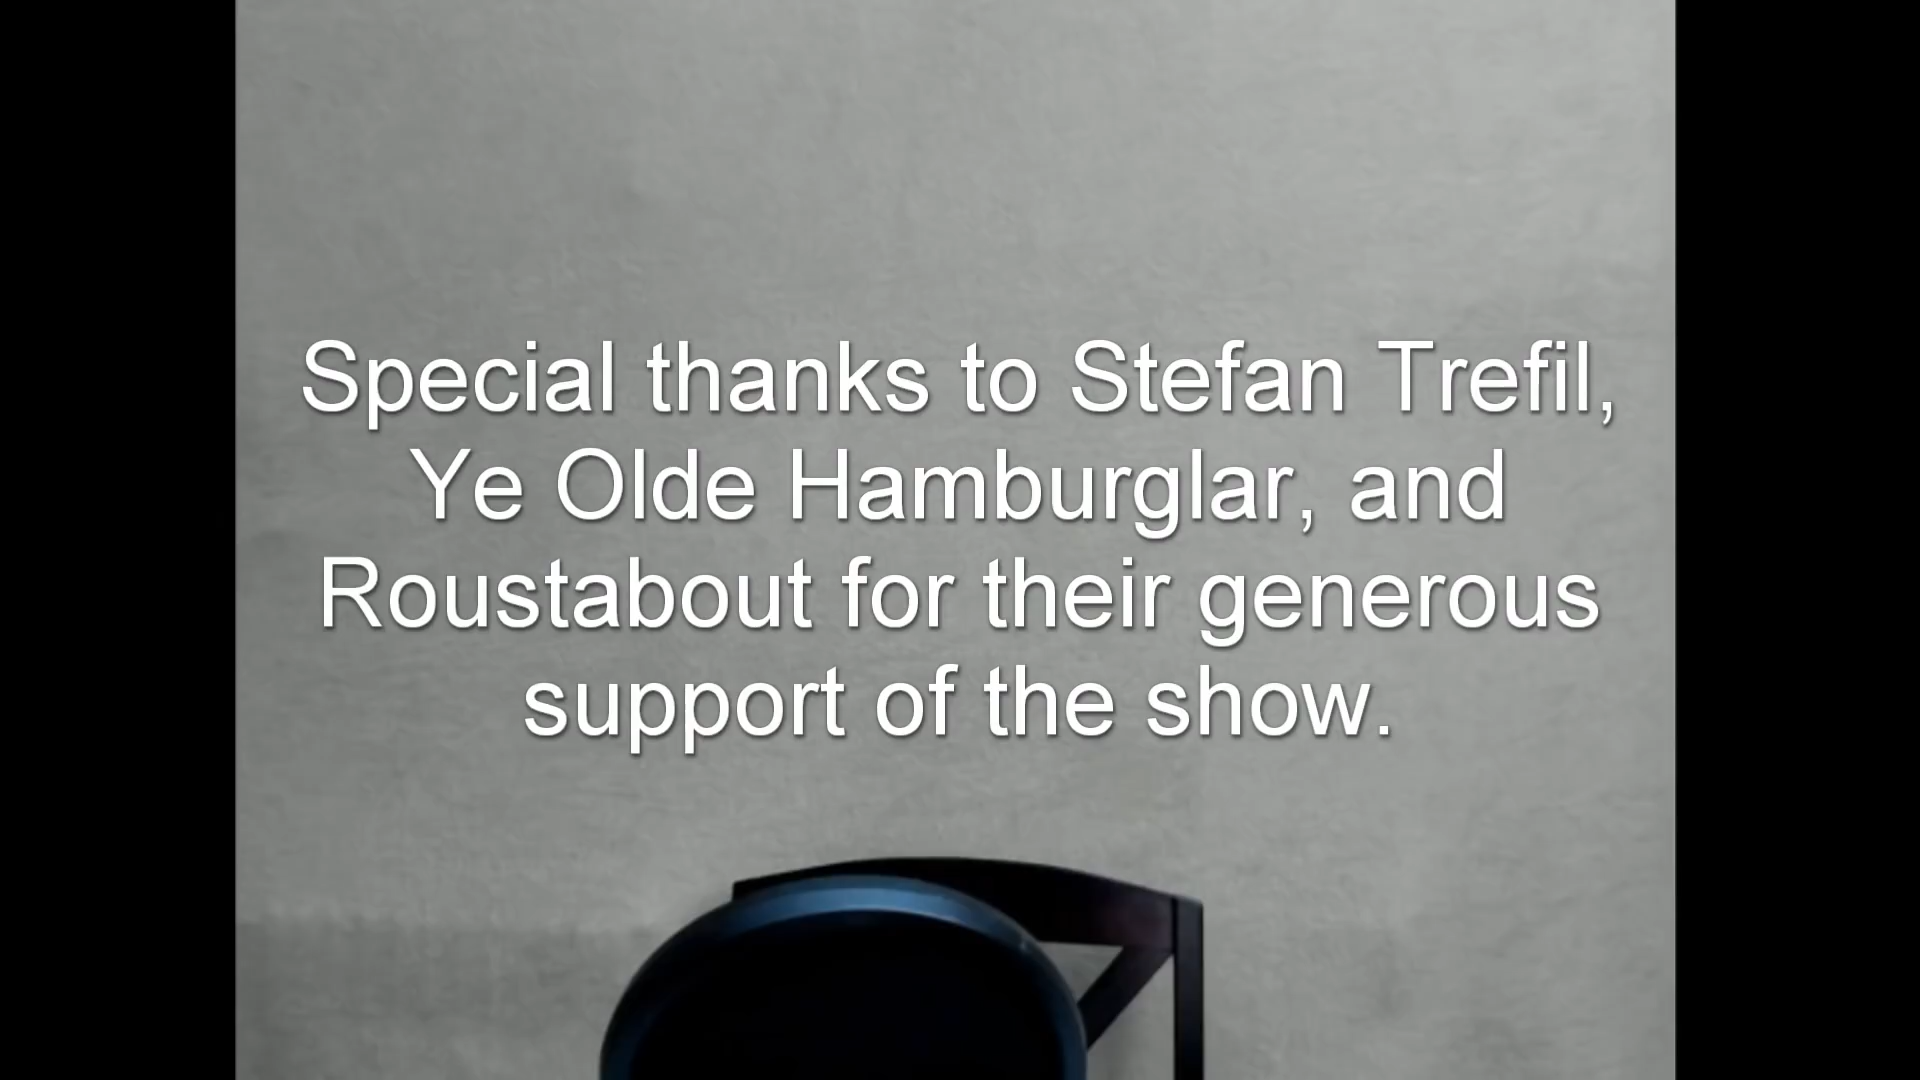 Special thanks to Stefan Trefil,
Ye Olde Hamburglar, and
Roustabout for their generous
support of the show.